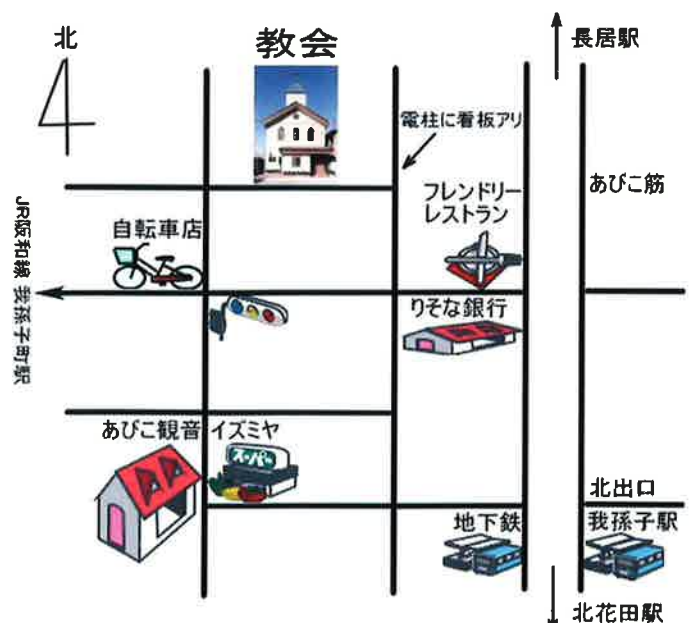 北
教会
長居駅
電柱に看板アリ
あびこ筋
フレンドリー
レストラン
自転車店
JR阪和線 我孫子町駅
りそな銀行
あびこ観音
イズミヤ
スーパー
北出口
地下鉄
我孫子駅
北花田駅